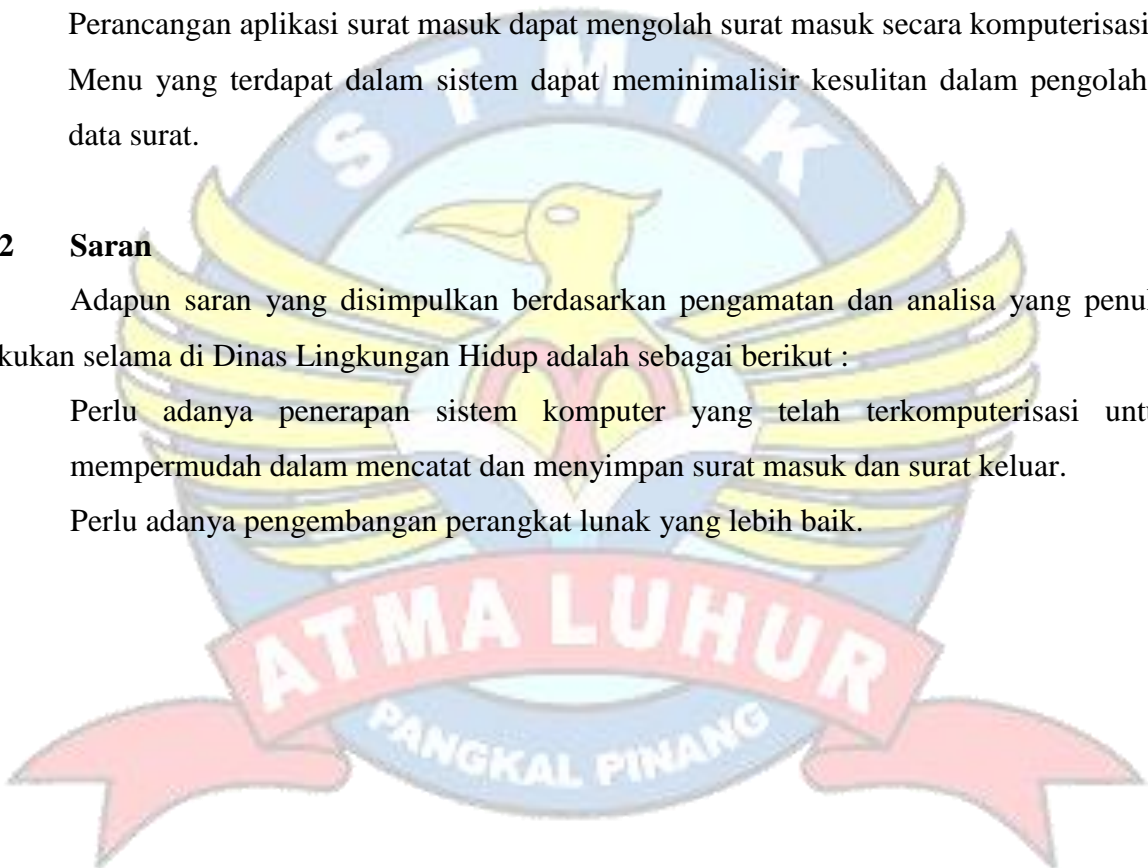 Perancangan aplikasi surat masuk dapat mengolah surat masuk secara komputerisasi
Menu yang terdapat dalam sistem dapat meminimalisir kesulitan dalam pengolah
data surat.
2 Saran
Adapun saran yang disimpulkan berdasarkan pengamatan dan analisa yang penul
kukan selama di Dinas Lingkungan Hidup adalah sebagai berikut :
Perlu adanya penerapan sistem komputer yang telah terkomputerisasi untu
mempermudah dalam mencatat dan menyimpan surat masuk dan surat keluar.
Perlu adanya pengembangan perangkat lunak yang lebih baik.
STMIK
ATMA LUHUR
PANGKAL PINANG